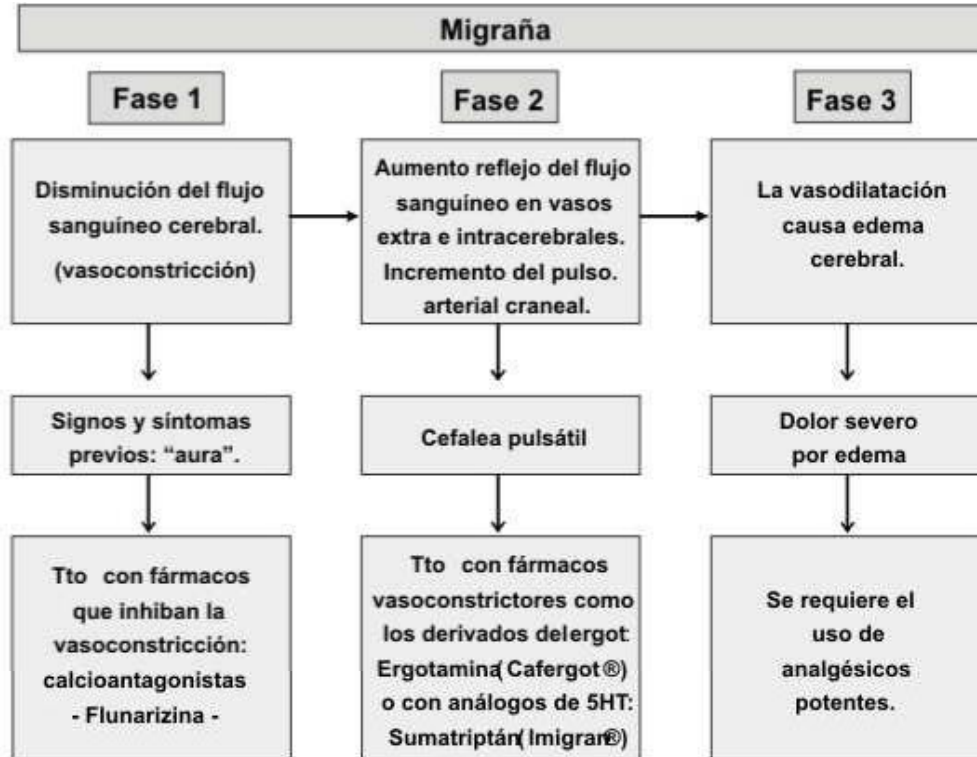 Migraña
Fase 1
Fase 2
Fase 3
Disminución del flujo
sanguíneo cerebral.
(vasoconstricción)
Aumento reflejo del flujo
sanguíneo en vasos
extra e intracerebrales.
Incremento del pulso.
arterial craneal.
La vasodilatación
causa edema
cerebral.
Signos y síntomas
previos: “aura”.
Cefalea pulsátil
Dolor severo
por edema
Tto con fármacos
que inhiban la
vasoconstricción:
calcioantagonistas
- Flunarizina -
Tto con fármacos
vasoconstrictores como
los derivados delergot:
Ergotamina( Cafergot®)
o con análogos de 5HT:
Sumatriptán( Imigran®)
Se requiere el
uso de
analgésicos
potentes.